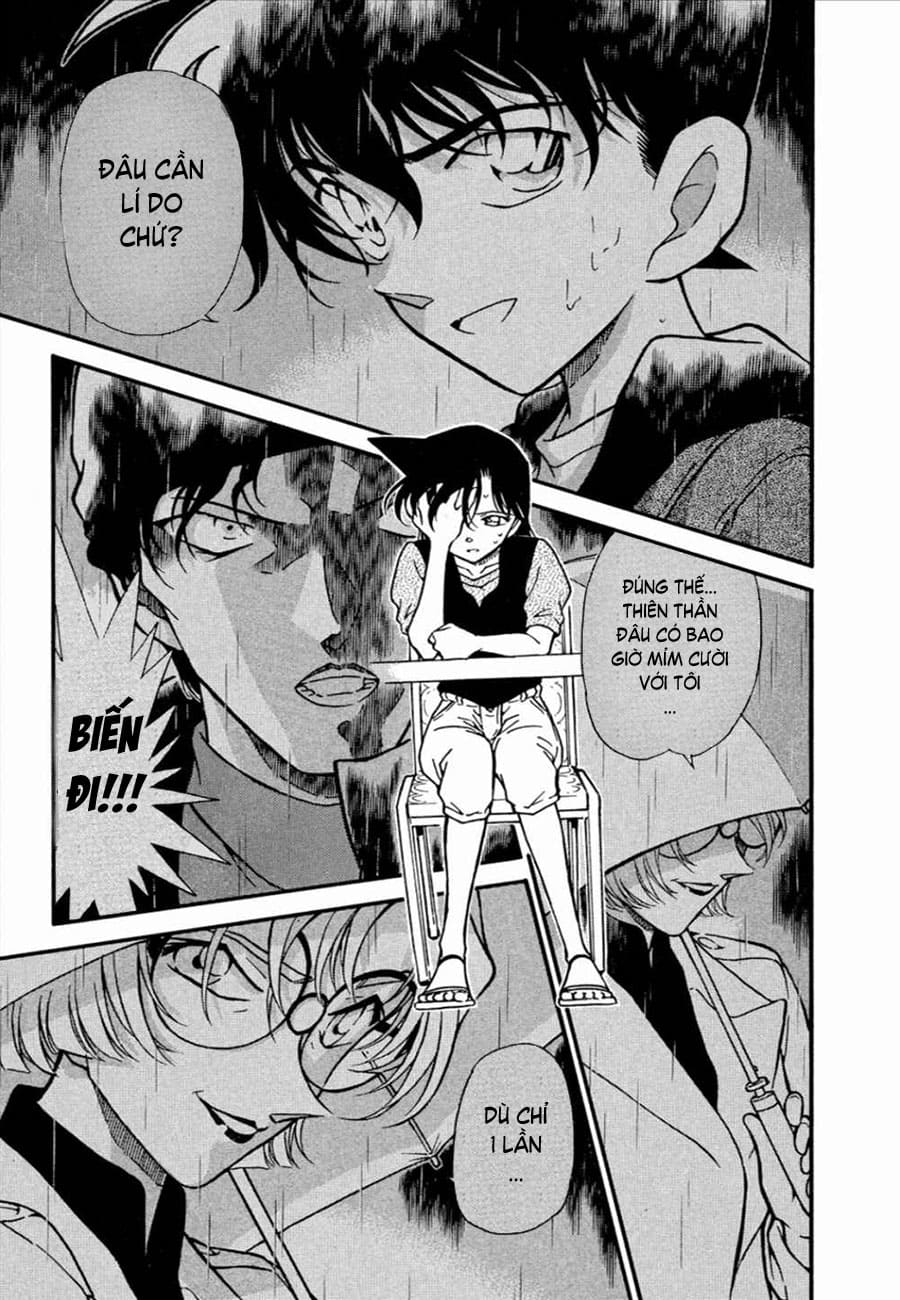 ĐÂU CẦN
LÍ DO
CHỨ?
ĐÚNG THẾ...
THIÊN THẦN
ĐÂU CÓ BAO
GIỜ MỈM CƯỜI
VỚI TÔI
...
BIẾN
ĐI!!!
DÙ CHỈ
1 LẦN
...